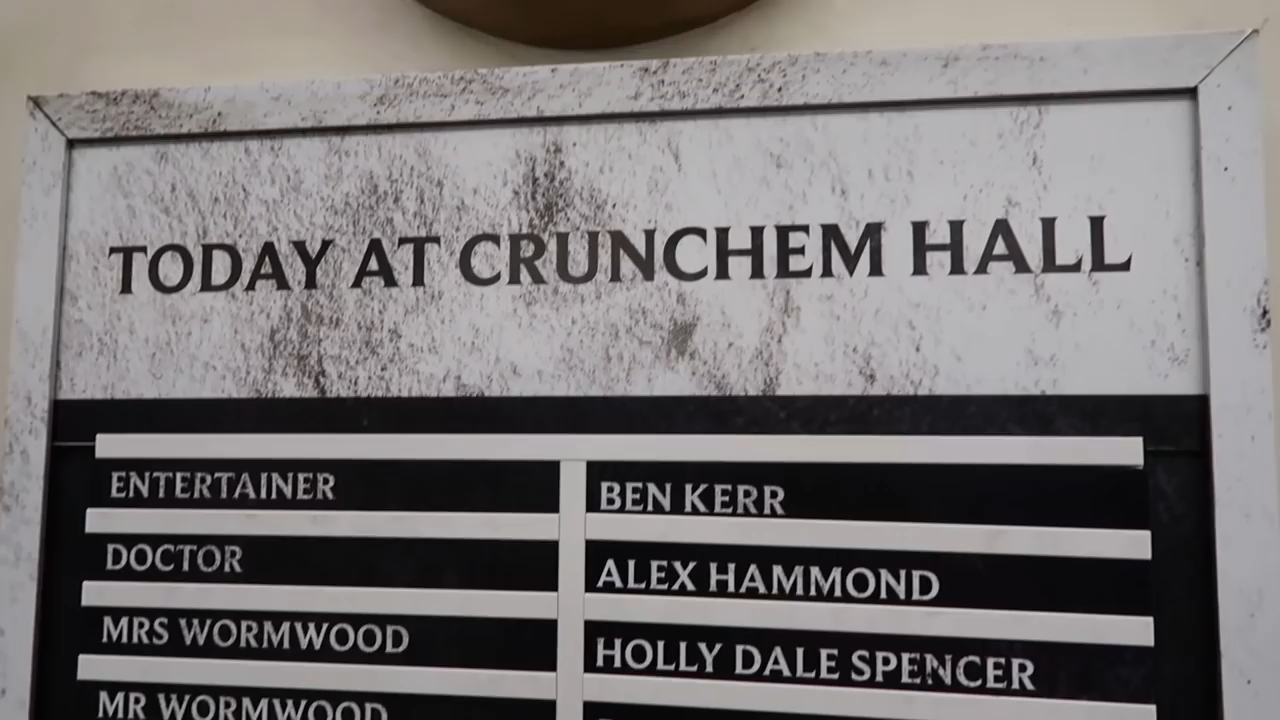 TODAY AT CRUNCHEM HALL
ENTERTAINER BEN KERR
DOCTOR ALEX HAMMOND
MRS WORMWOOD HOLLY DALE SPENCER
MR WORMWOOD